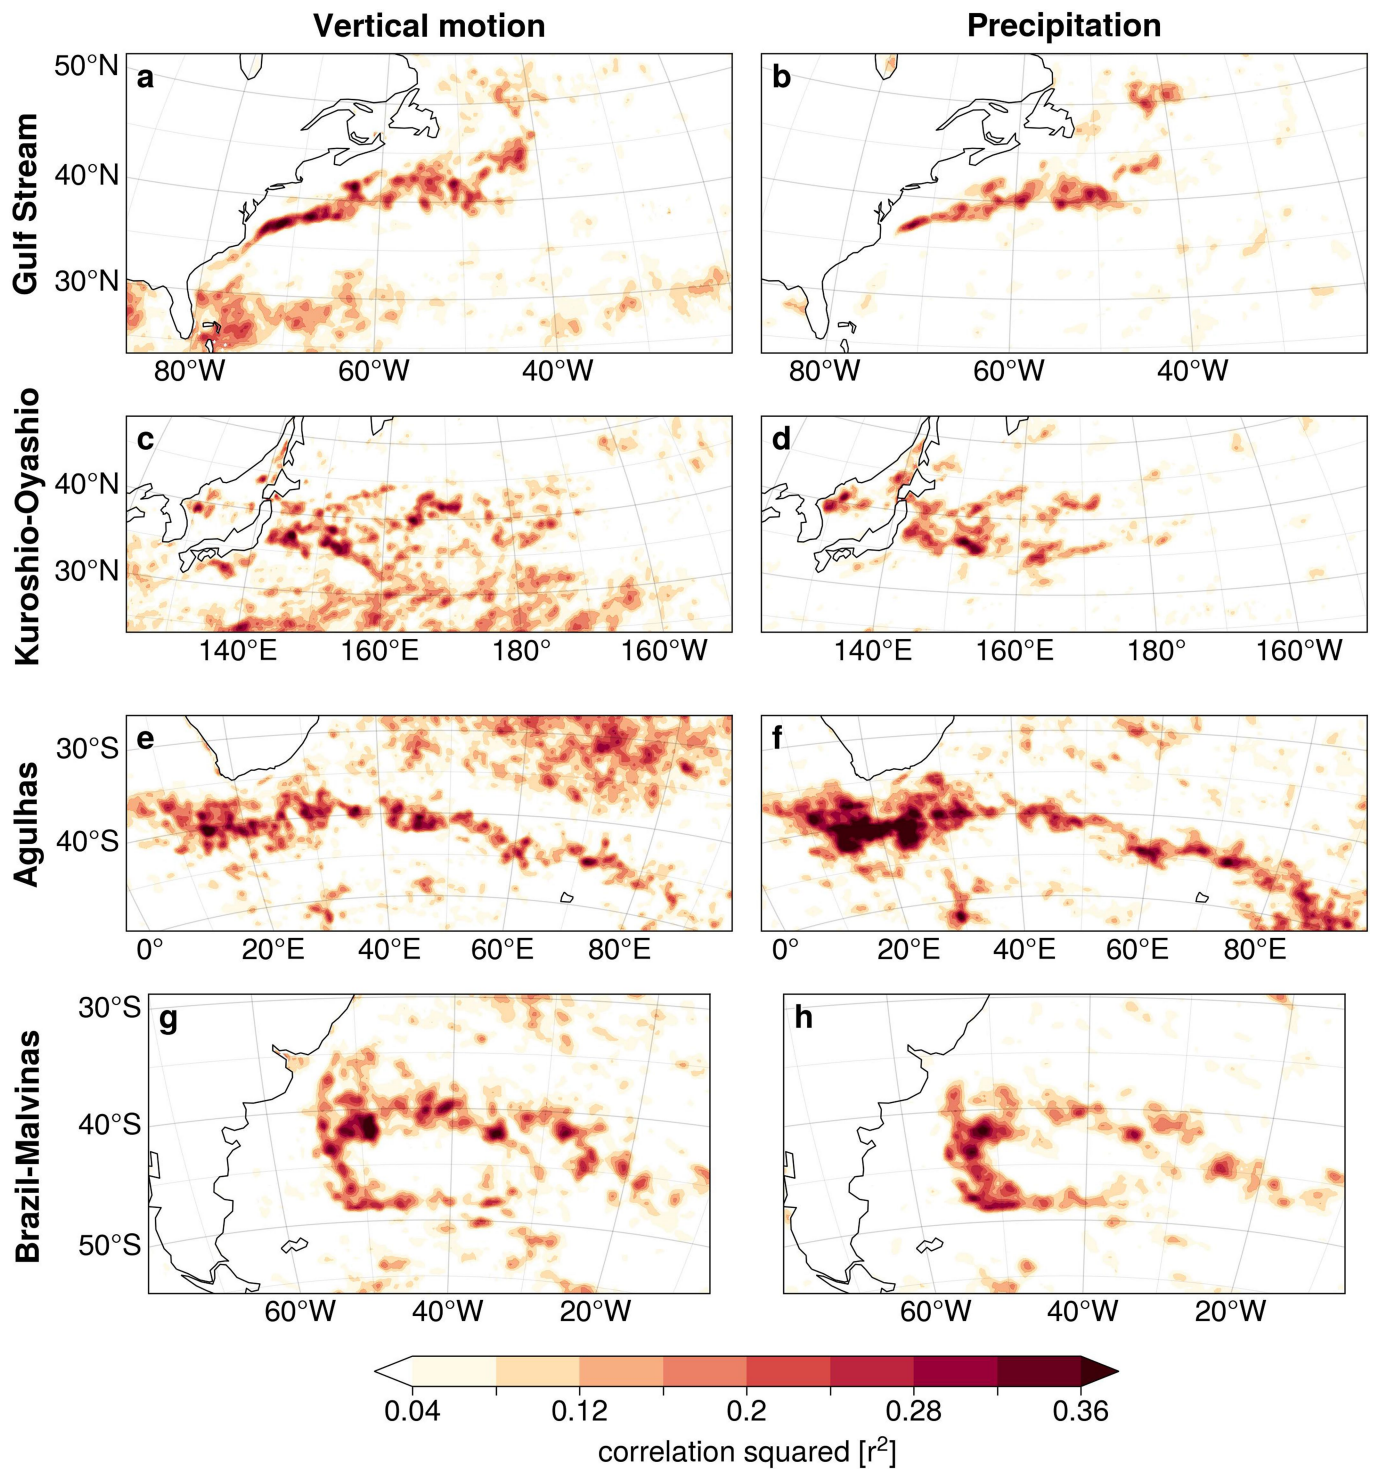 Vertical motion
Precipitation
Gulf Stream
50°N
40°N
30°N
a
b
80°W
60°W
40°W
80°W
60°W
40°W
Kuroshio-Oyashio
40°N
30°N
c
d
140°E
160°E
180°
160°W
140°E
160°E
180°
160°W
Agulhas
30°S
40°S
e
f
0°
20°E
40°E
60°E
80°E
0°
20°E
40°E
60°E
80°E
Brazil-Malvinas
30°S
40°S
50°S
g
h
60°W
40°W
20°W
60°W
40°W
20°W
0.04
0.12
0.2
0.28
0.36
correlation squared [r²]